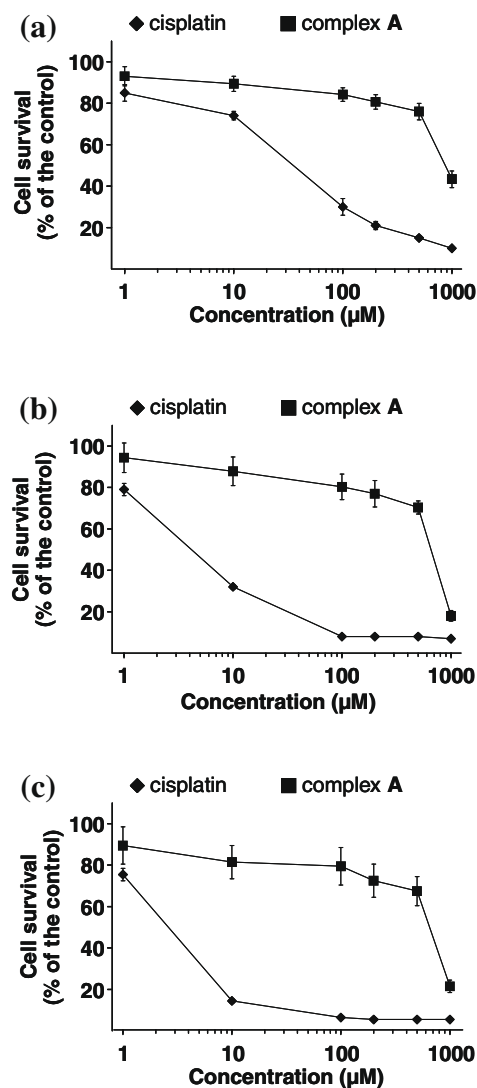 (a) cisplatin complex A
100
80
60
40
20
Cell survival
(% of the control)
1 10 100 1000
Concentration (µM)
(b) cisplatin complex A
100
80
60
40
20
Cell survival
(% of the control)
1 10 100 1000
Concentration (µM)
(c) cisplatin complex A
100
80
60
40
20
Cell survival
(% of the control)
1 10 100 1000
Concentration (µM)